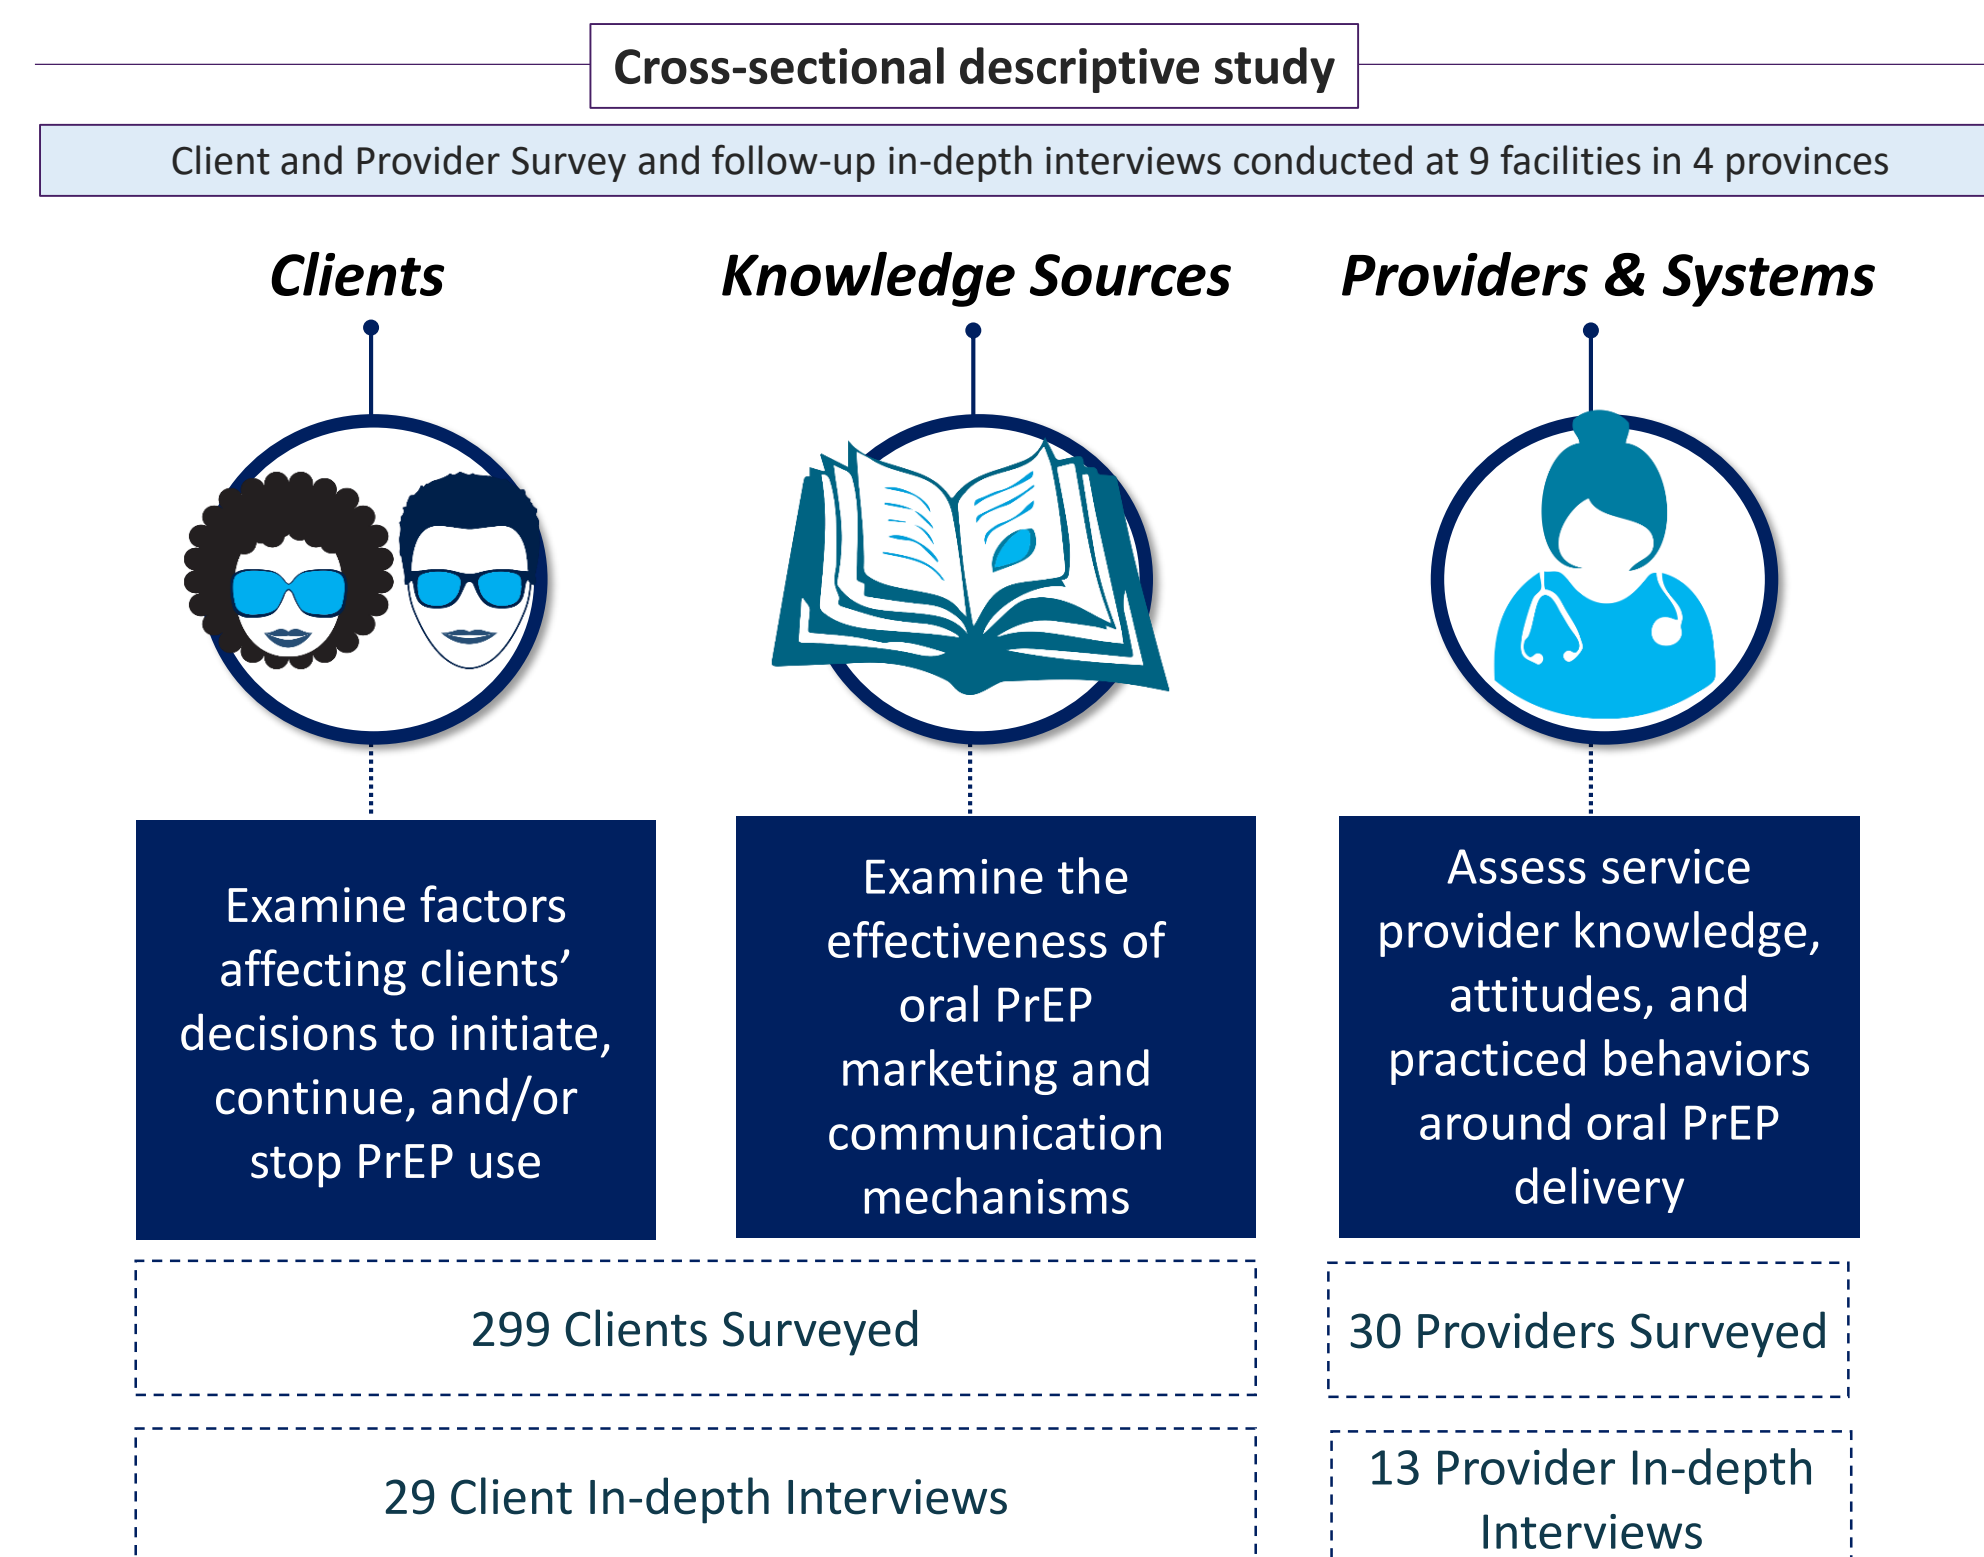 Cross-sectional descriptive study
Client and Provider Survey and follow-up in-depth interviews conducted at 9 facilities in 4 provinces
Clients
Knowledge Sources
Providers & Systems
Examine factors
affecting clients’
decisions to initiate,
continue, and/or
stop PrEP use
Examine the
effectiveness of
oral PrEP
marketing and
communication
mechanisms
Assess service
provider knowledge,
attitudes, and
practiced behaviors
around oral PrEP
delivery
299 Clients Surveyed
30 Providers Surveyed
29 Client In-depth Interviews
13 Provider In-depth
Interviews